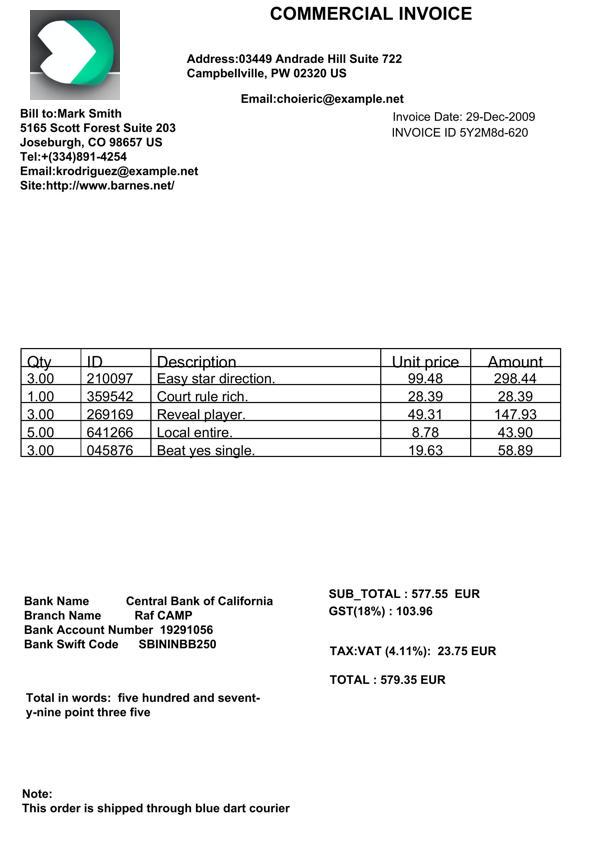 COMMERCIAL INVOICE
Address:03449 Andrade Hill Suite 722
Campbellville, PW 02320 US
Email:choieric@example.net
Bill to:Mark Smith
5165 Scott Forest Suite 203
Joseburgh, CO 98657 US
Tel:+(334)891-4254
Email:krodriguez@example.net
Site:http://www.barnes.net/
Invoice Date: 29-Dec-2009
INVOICE ID 5Y2M8d-620
Qty ID Description Unit price Amount
3.00 210097 Easy star direction. 99.48 298.44
1.00 359542 Court rule rich. 28.39 28.39
3.00 269169 Reveal player. 49.31 147.93
5.00 641266 Local entire. 8.78 43.90
3.00 045876 Beat yes single. 19.63 58.89
Bank Name Central Bank of California
Branch Name Raf CAMP
Bank Account Number 19291056
Bank Swift Code SBININBB250
SUB_TOTAL : 577.55 EUR
GST(18%) : 103.96
TAX:VAT (4.11%): 23.75 EUR
TOTAL : 579.35 EUR
Total in words: five hundred and sevent-
y-nine point three five
Note:
This order is shipped through blue dart courier